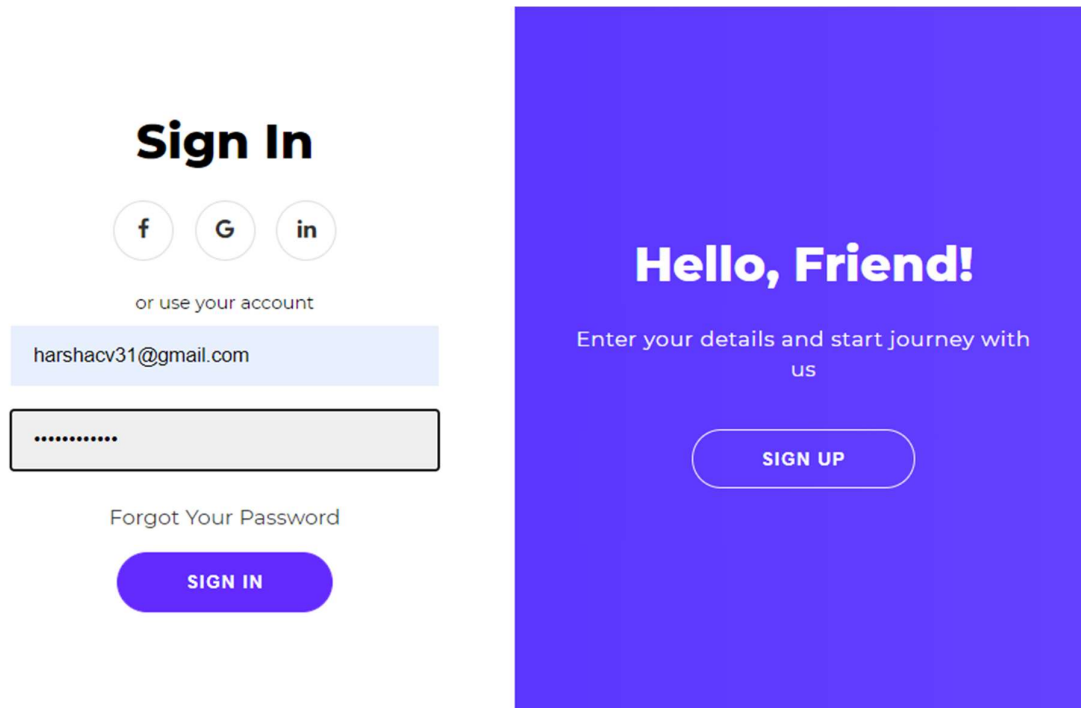 Sign In
f G in
or use your account
harshacv31@gmail.com
••••••••••••
Forgot Your Password
SIGN IN
Hello, Friend!
Enter your details and start journey with
us
SIGN UP